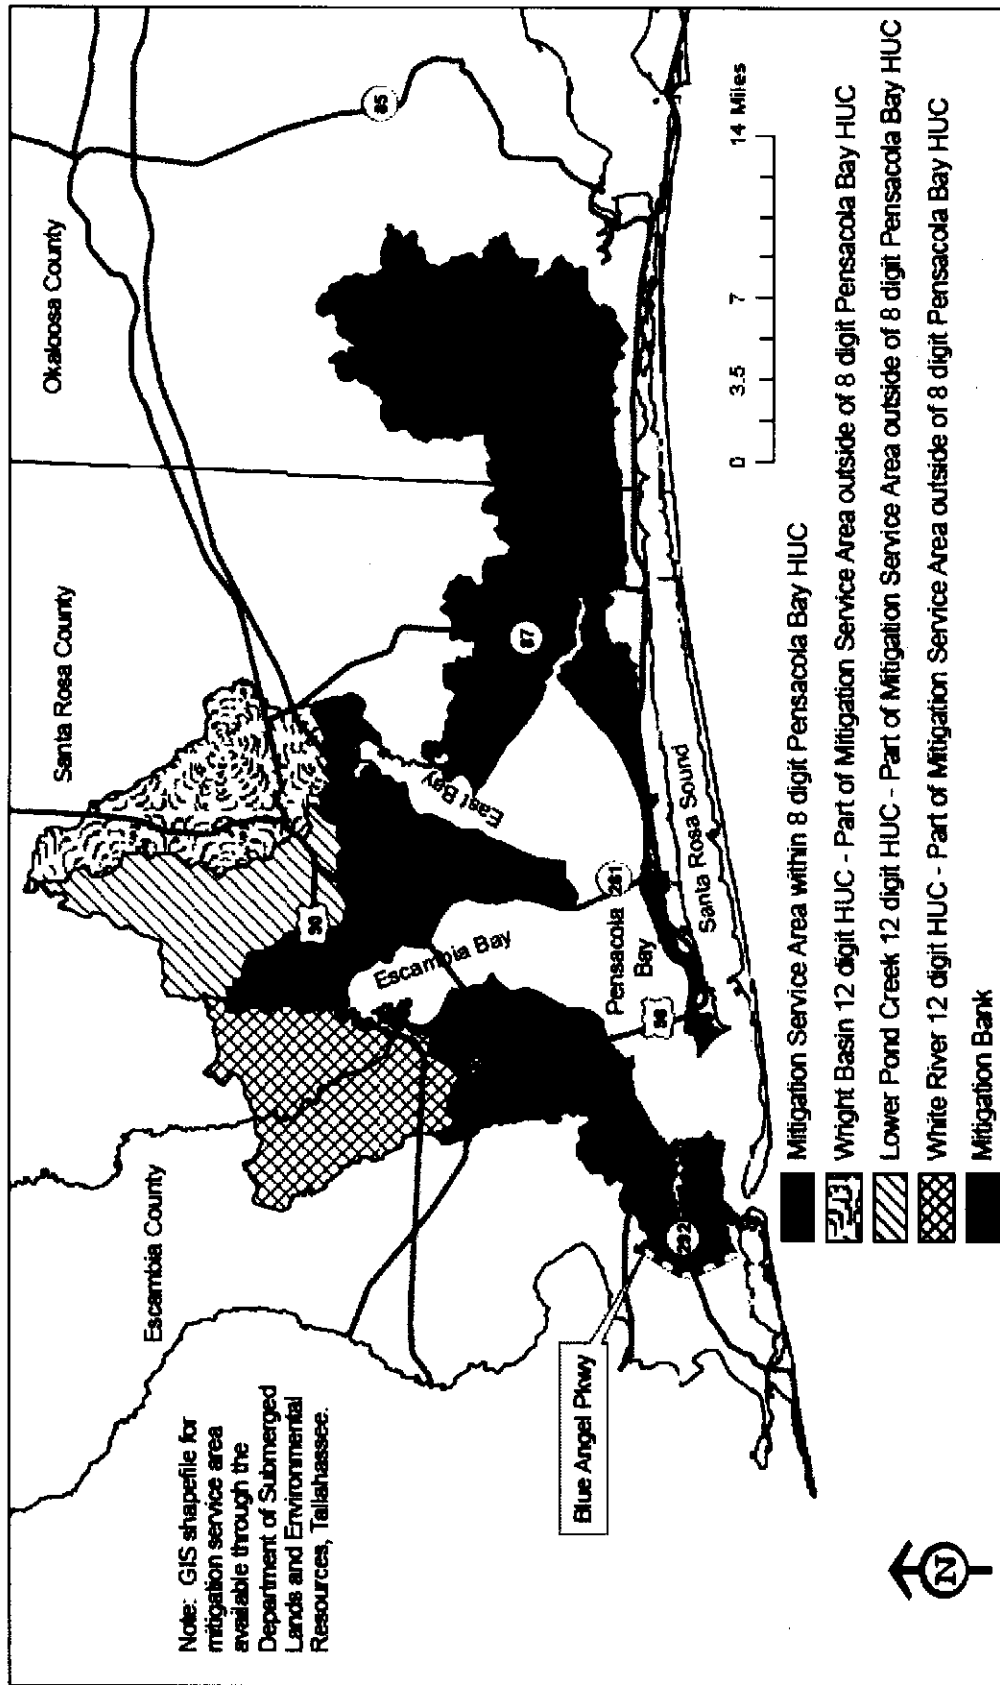 Note: GIS shapefile for
mitigation service area
available through the
Department of Submerged
Lands and Environmental
Resources, Tallahassee.
Escambia County
Santa Rosa County
Okaloosa County
85
90
87
East Bay
Escambia Bay
281
Pensacola
Bay
98
Santa Rosa Sound
292
Blue Angel Pkwy
0 3.5 7 14 Miles
N
Mitigation Service Area within 8 digit Pensacola Bay HUC
Wright Basin 12 digit HUC - Part of Mitigation Service Area outside of 8 digit Pensacola Bay HUC
Lower Pond Creek 12 digit HUC - Part of Mitigation Service Area outside of 8 digit Pensacola Bay HUC
White River 12 digit HUC - Part of Mitigation Service Area outside of 8 digit Pensacola Bay HUC
Mitigation Bank